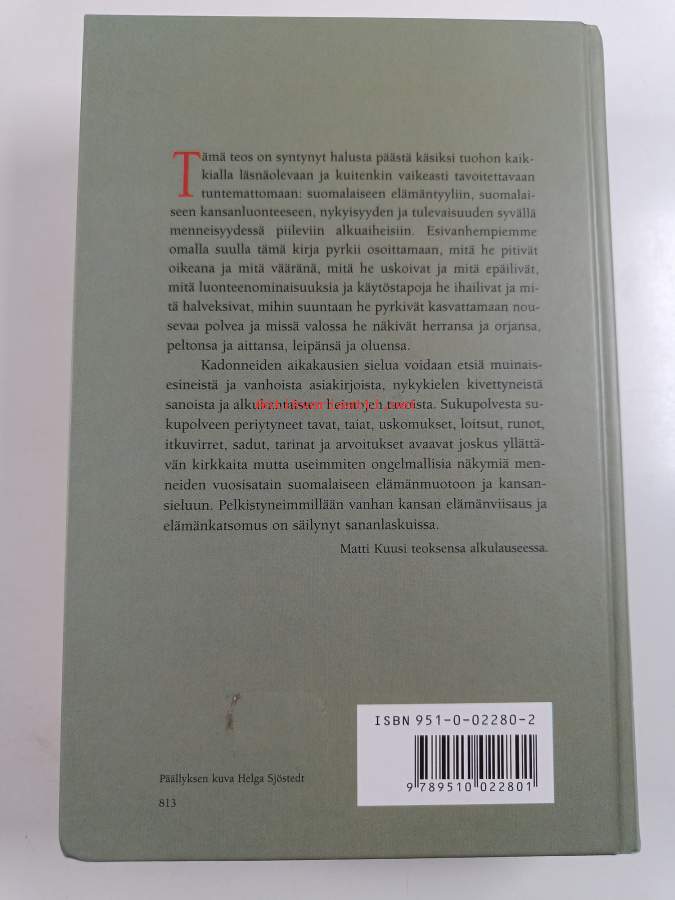 Tämä teos on syntynyt halusta päästä käsiksi tuohon kaik-
kialla läsnäolevaan ja kuitenkin vaikeasti tavoitettavaan
tuntemattomaan: suomalaiseen elämäntyyliin, suomalai-
seen kansanluonteeseen, nykyisyyden ja tulevaisuuden syvällä
menneisyydessä piileviin alkuaiheisiin. Esivanhempiemme
omalla suulla tämä kirja pyrkii osoittamaan, mitä he pitivät
oikeana ja mitä vääränä, mitä he uskoivat ja mitä epäilivät,
mitä luonteenominaisuuksia ja käytöstapoja he ihailivat ja mi-
tä halveksivat, mihin suuntaan he pyrkivät kasvattamaan nou-
sevaa polvea ja missä valossa he näkivät herransa ja orjansa,
peltonsa ja aittansa, leipänsä ja oluensa.
Kadonneiden aikakausien sielua voidaan etsiä muinais-
esineistä ja vanhoista asiakirjoista, nykykielen kivettyneistä
sanoista ja alkukantaisten heimojen tavoista. Sukupolvesta su-
kupolveen periytyneet tavat, taiat, uskomukset, loitsut, runot,
itkuvirret, sadut, tarinat ja arvoitukset avaavat joskus yllättä-
vän kirkkaita mutta useimmiten ongelmallisia näkymiä men-
neiden vuosisatain suomalaiseen elämänmuotoon ja kansan-
sieluun. Pelkistyneimmillään vanhan kansan elämänviisaus ja
elämänkatsomus on säilynyt sananlaskuissa.
Matti Kuusi teoksensa alkulauseessa.
ISBN 951-0-02280-2
9 789510 022801
Päällyksen kuva Helga Sjöstedt
813